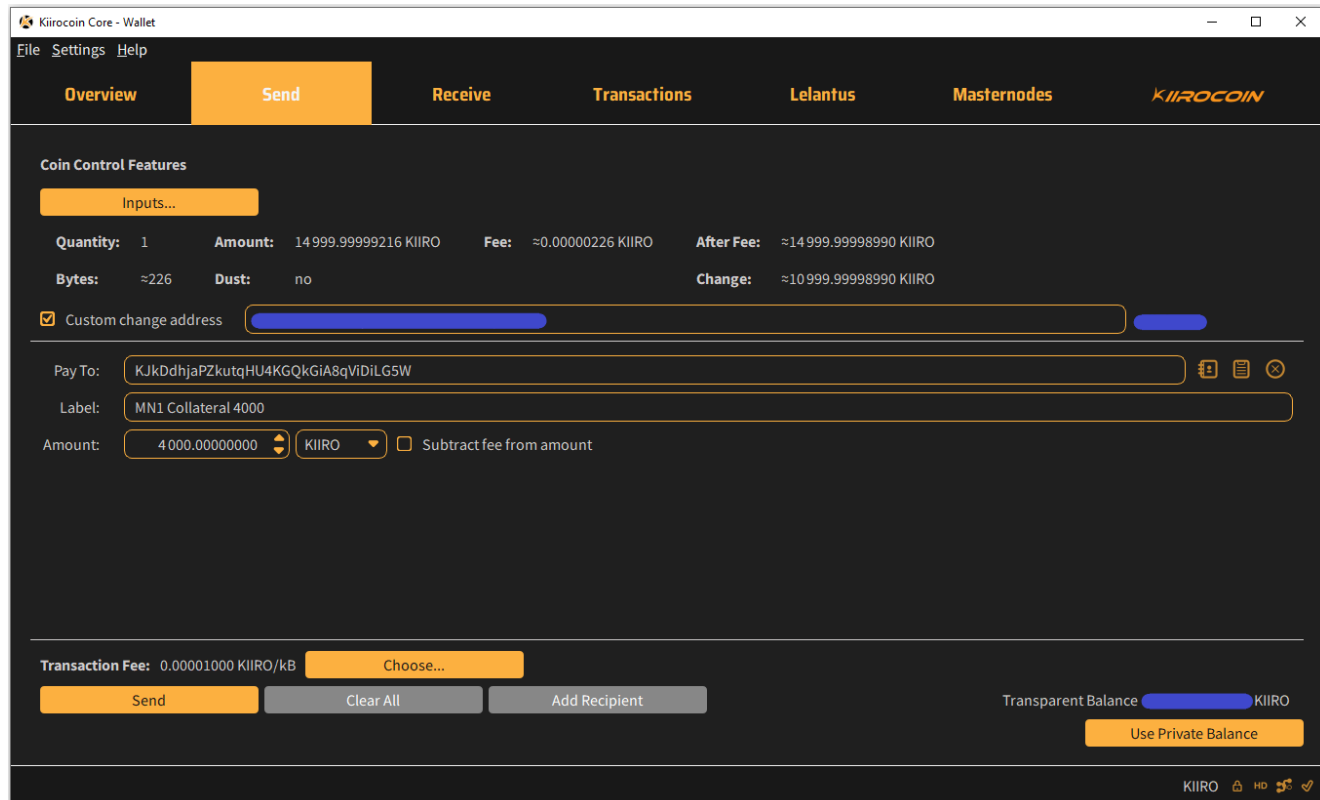 Kiirocoin Core - Wallet
File Settings Help
Overview Send Receive Transactions Lelantus Masternodes KIIROCOIN
Coin Control Features
Inputs...
Quantity: 1 Amount: 14 999.99999216 KIIRO Fee: ≈0.00000226 KIIRO After Fee: ≈14 999.99998990 KIIRO
Bytes: ≈226 Dust: no Change: ≈10 999.99998990 KIIRO
Custom change address
Pay To: KJkDdhjaPZkutqHU4KGQkGiA8qViDiLG5W
Label: MN1 Collateral 4000
Amount: 4 000.00000000 KIIRO Subtract fee from amount
Transaction Fee: 0.00001000 KIIRO/kB Choose...
Send Clear All Add Recipient Transparent Balance KIIRO
Use Private Balance
KIIRO HD